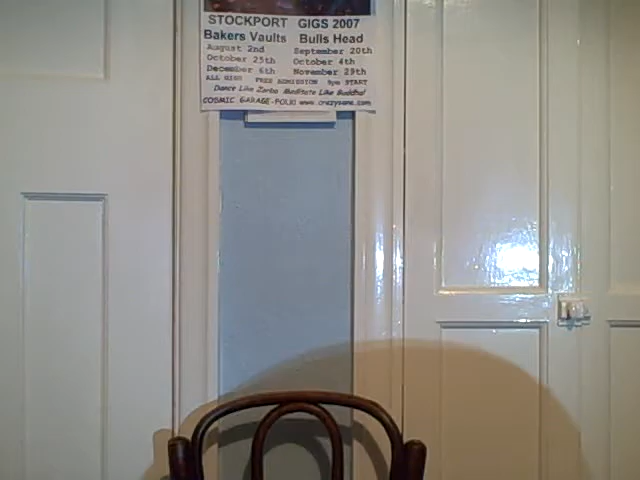 STOCKPORT GIGS 2007
Bakers Vaults Bulls Head
August 2nd September 20th
October 25th October 4th
December 6th November 29th
ALL GIGS FREE ADMISSION 9pm START
Dance Like Zorba Meditate Like Buddha!
COSMIC GARAGE-FOLK! www.crazysane.com